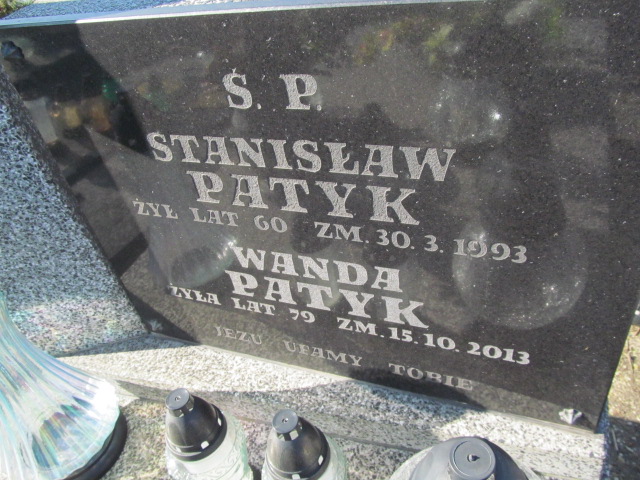 Ś. P.
STANISŁAW
PATYK
ŻYŁ LAT 60 ZM. 30. 3. 1993
WANDA
PATYK
ŻYŁA LAT 79 ZM. 15. 10. 2013
JEZU UFAMY TOBIE